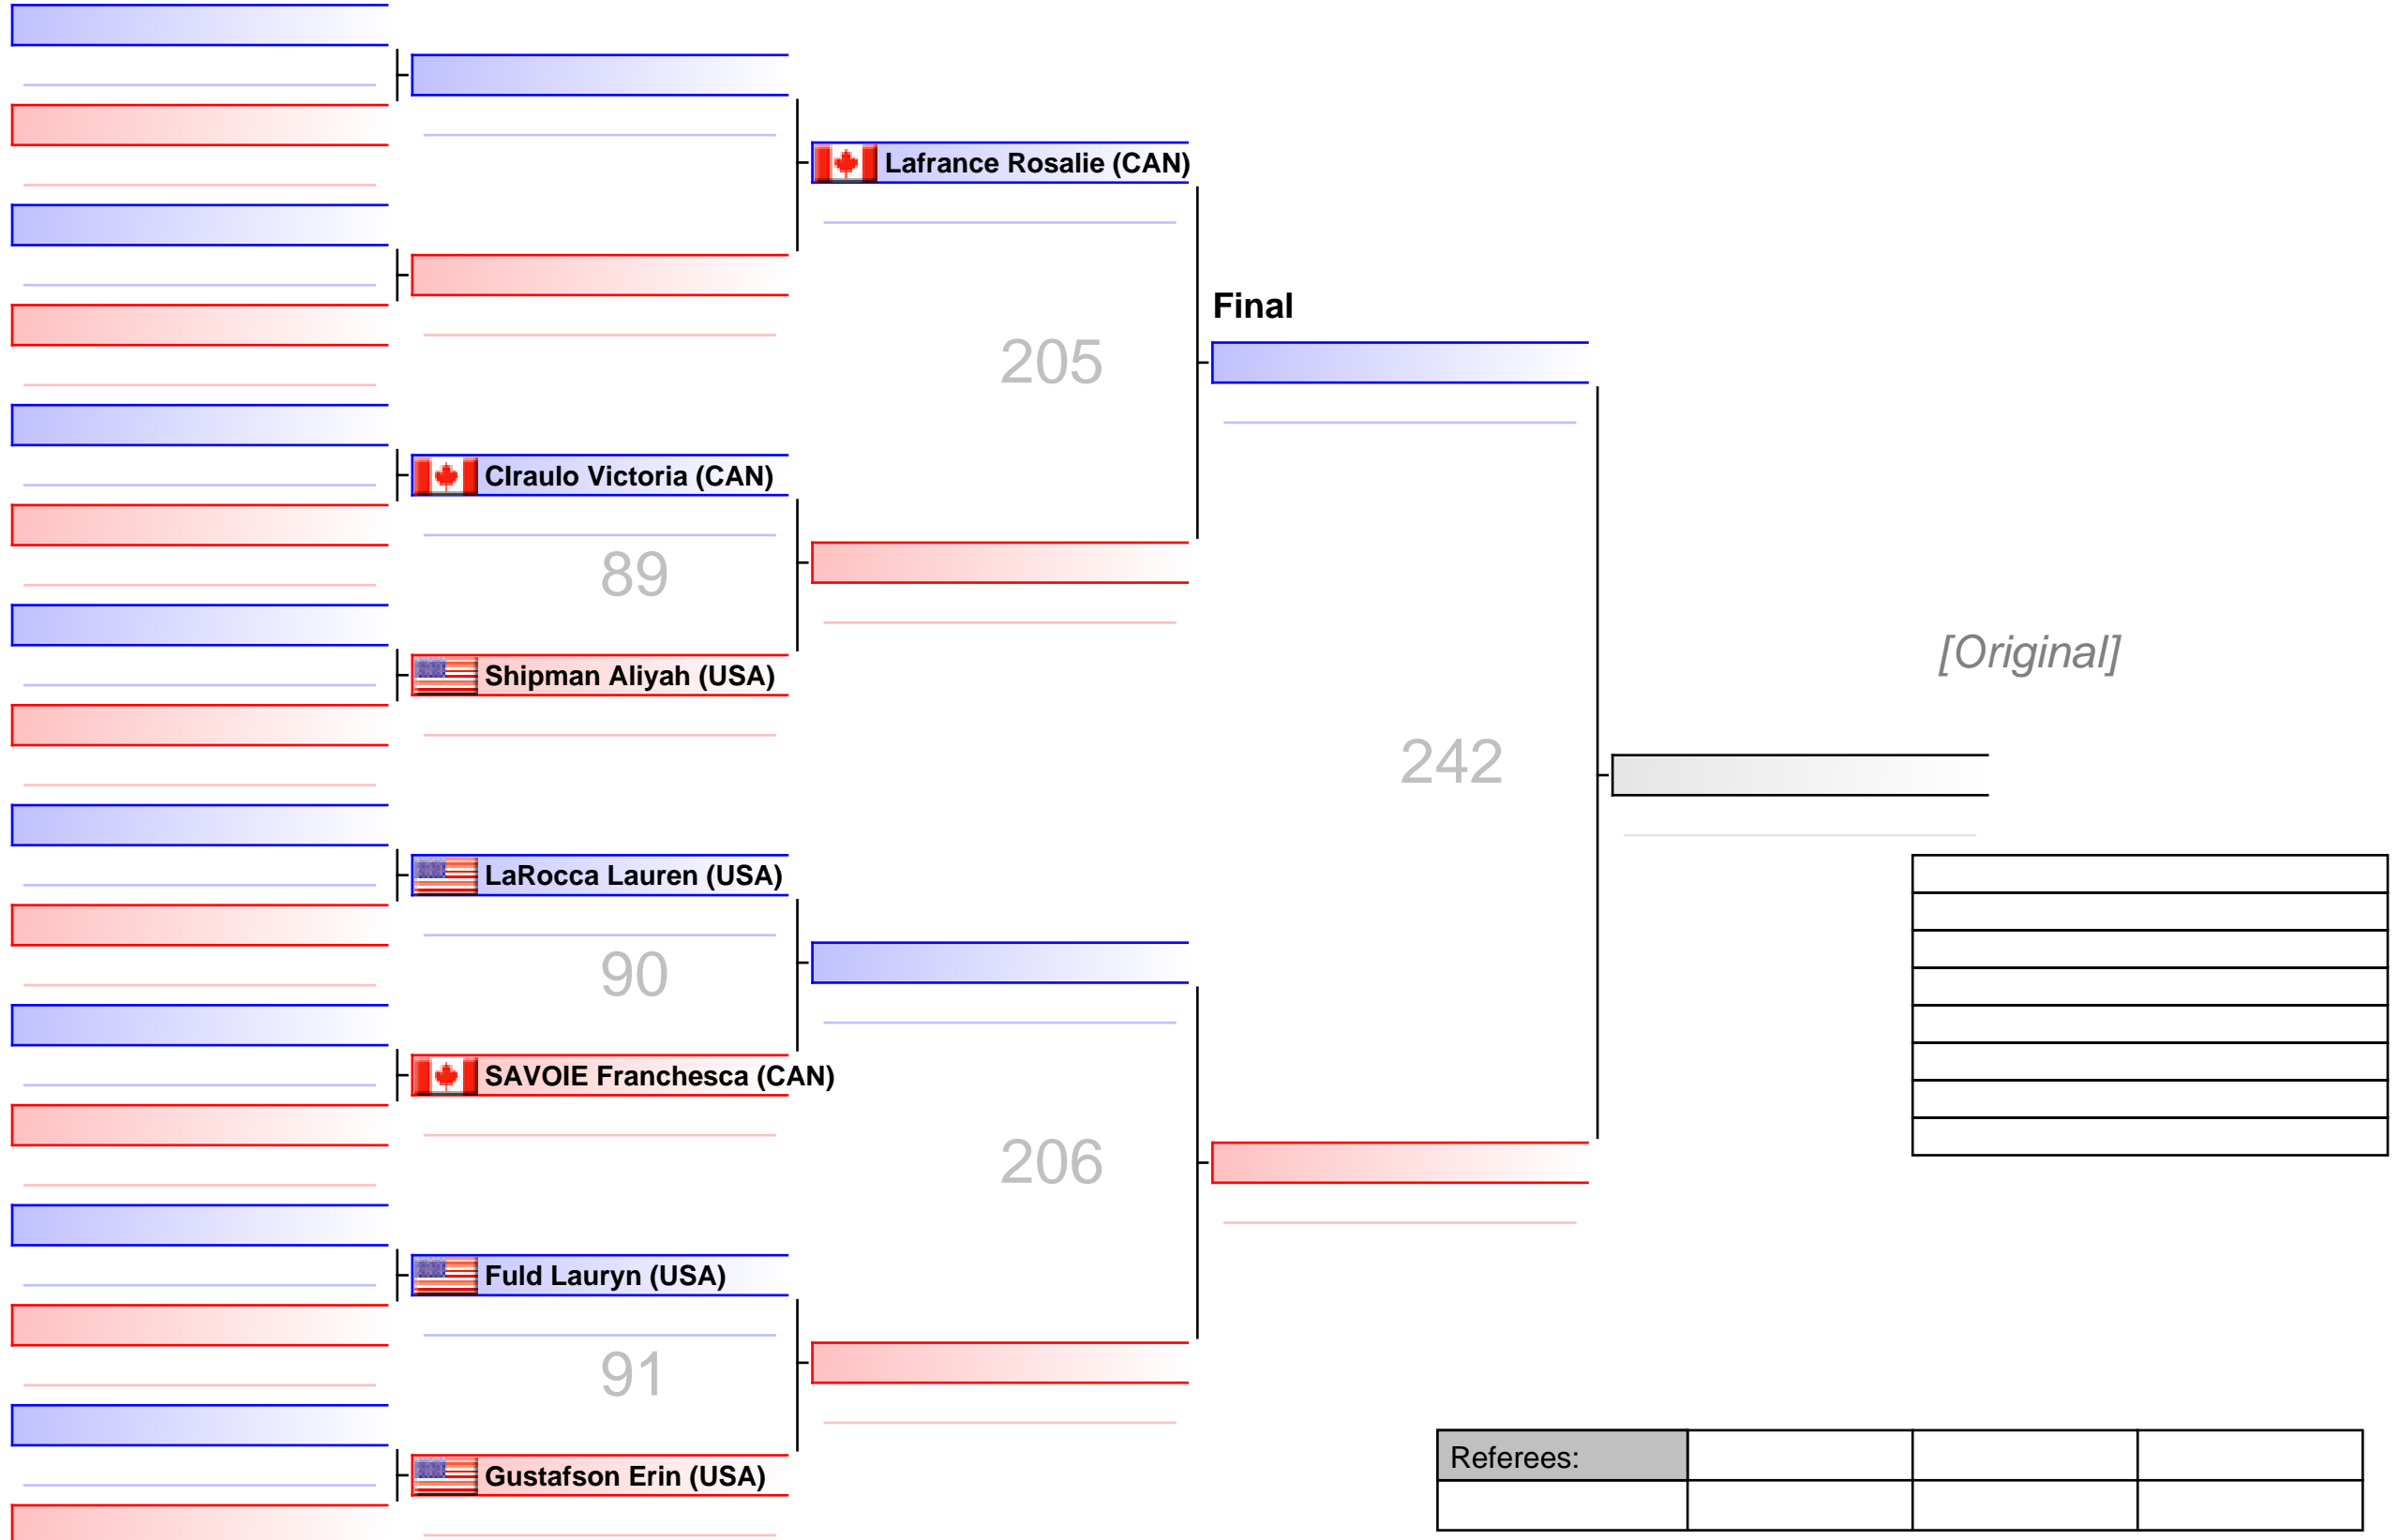 Lafrance Rosalie (CAN)
Final
205
CIraulo Victoria (CAN)
89
Shipman Aliyah (USA)
[Original]
242
LaRocca Lauren (USA)
90
SAVOIE Franchesca (CAN)
206
Fuld Lauryn (USA)
91
Referees:
Gustafson Erin (USA)